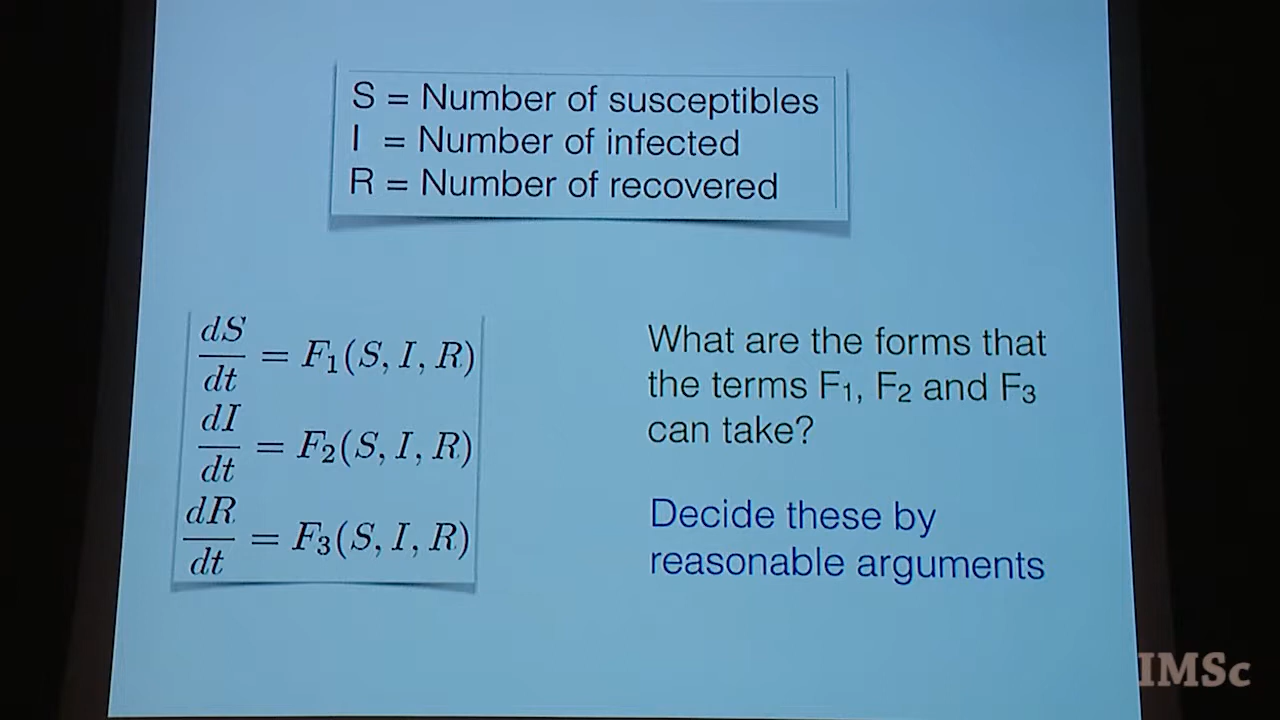 S = Number of susceptibles
I = Number of infected
R = Number of recovered
dS/dt = F₁(S, I, R)
dI/dt = F₂(S, I, R)
dR/dt = F₃(S, I, R)
What are the forms that
the terms F₁, F₂ and F₃
can take?
Decide these by
reasonable arguments
IMSc